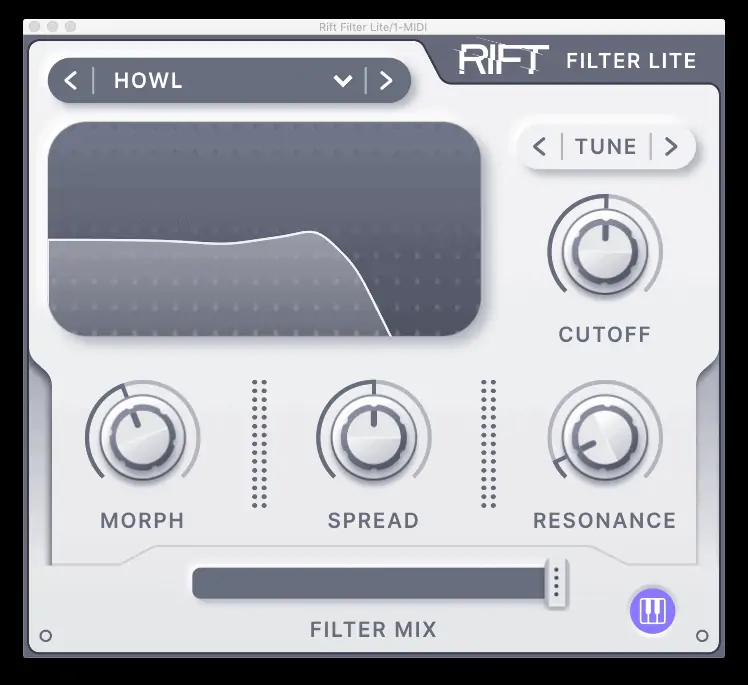 Rift Filter Lite/1-MIDI
RIFT FILTER LITE
HOWL
TUNE
CUTOFF
MORPH
SPREAD
RESONANCE
FILTER MIX